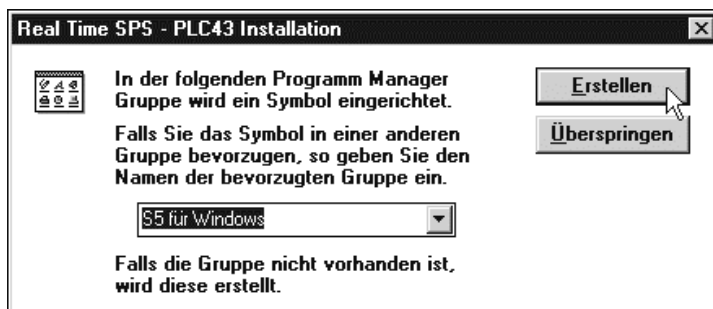 Real Time SPS - PLC43 Installation
In der folgenden Programm Manager
Gruppe wird ein Symbol eingerichtet.
Falls Sie das Symbol in einer anderen
Gruppe bevorzugen, so geben Sie den
Namen der bevorzugten Gruppe ein.
S5 für Windows
Falls die Gruppe nicht vorhanden ist,
wird diese erstellt.
Erstellen
Überspringen